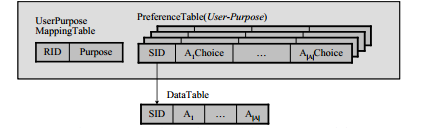 UserPurpose
MappingTable
PreferenceTable(User-Purpose)
RID Purpose
SID A1Choice … A|A|Choice
DataTable
SID A1 … A|A|